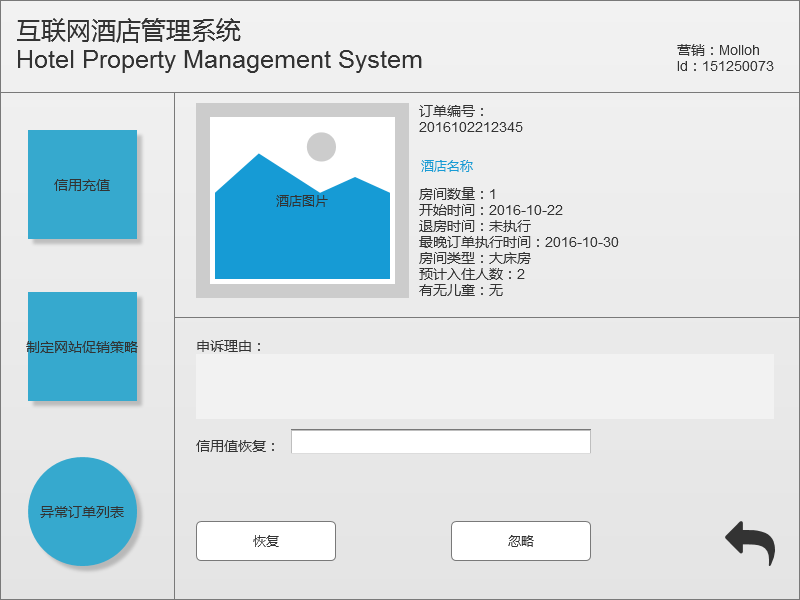 互联网酒店管理系统
Hotel Property Management System
营销：Molloh
Id：151250073
信用充值
制定网站促销策略
异常订单列表
酒店图片
订单编号：
2016102212345
酒店名称
房间数量：1
开始时间：2016-10-22
退房时间：未执行
最晚订单执行时间：2016-10-30
房间类型：大床房
预计入住人数：2
有无儿童：无
申诉理由：
信用值恢复：
恢复
忽略